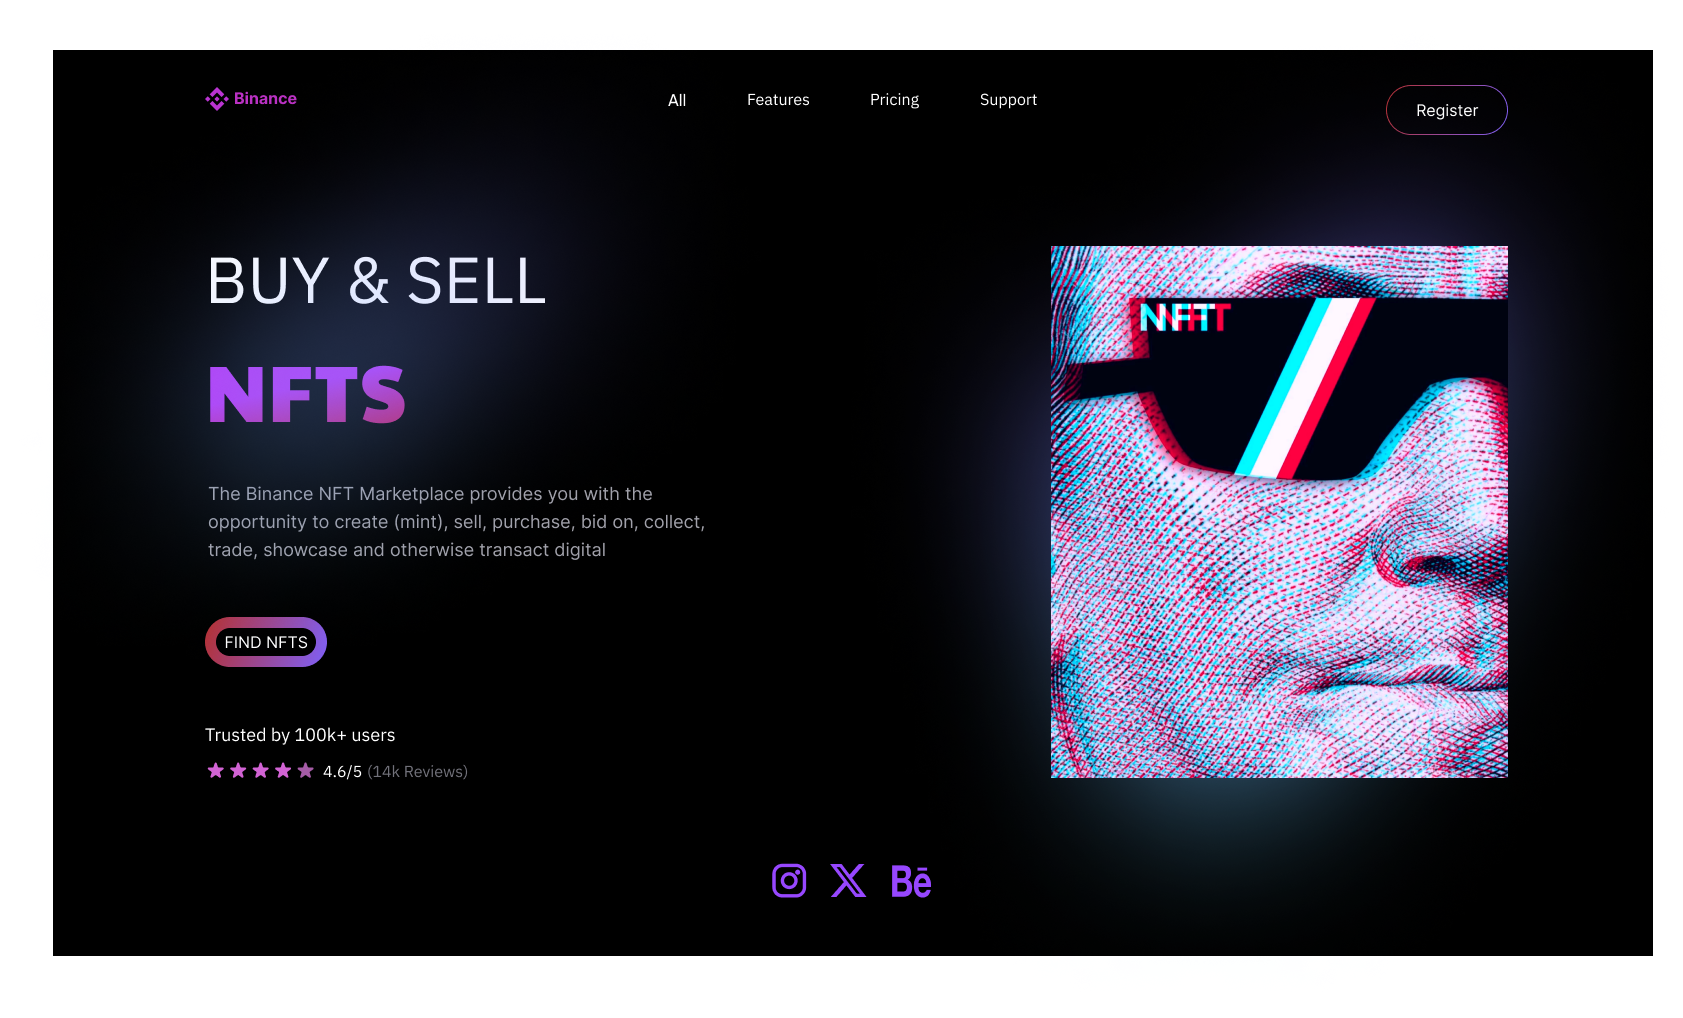 Binance
All
Features
Pricing
Support
Register
BUY & SELL
NFTS
The Binance NFT Marketplace provides you with the
opportunity to create (mint), sell, purchase, bid on, collect,
trade, showcase and otherwise transact digital
FIND NFTS
Trusted by 100k+ users
4.6/5 (14k Reviews)
NFT
Bē